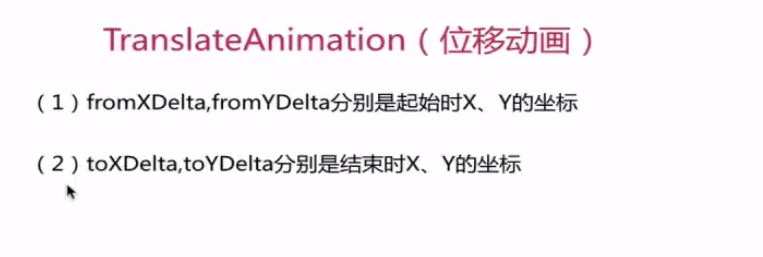 TranslateAnimation（位移动画）
（1）fromXDelta,fromYDelta分别是起始时X、Y的坐标
（2）toXDelta,toYDelta分别是结束时X、Y的坐标